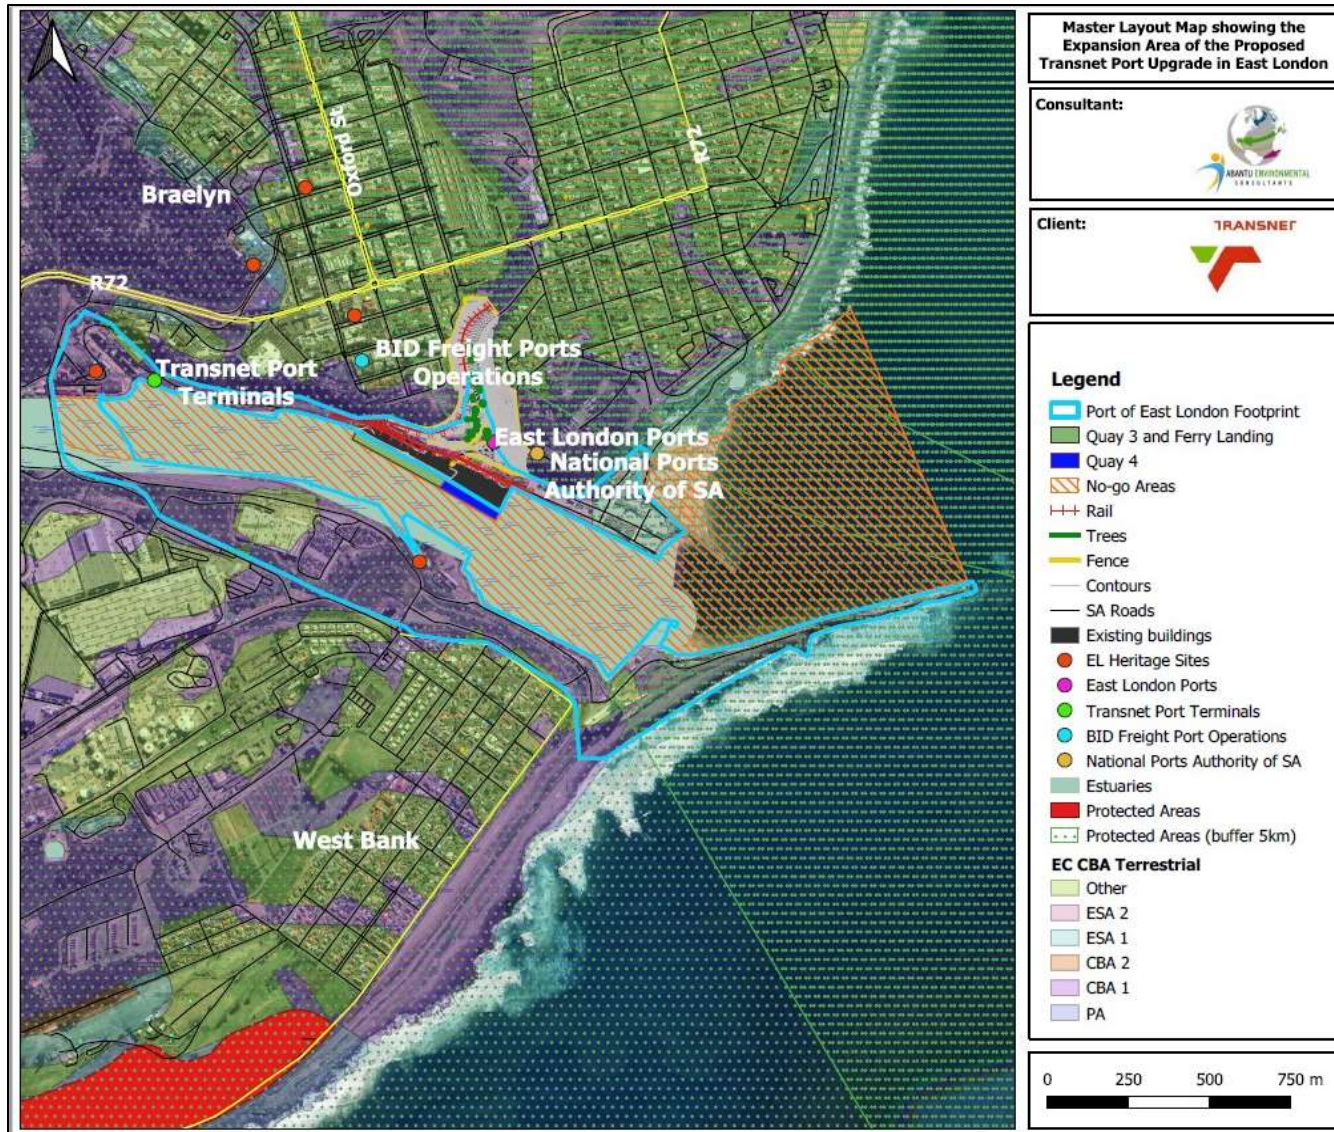 Master Layout Map showing the
Expansion Area of the Proposed
Transnet Port Upgrade in East London
Consultant:
ABANTU ENVIRONMENTAL
CONSULTANTS
Client:
TRANSNET
Legend
Port of East London Footprint
Quay 3 and Ferry Landing
Quay 4
No-go Areas
Rail
Trees
Fence
Contours
SA Roads
Existing buildings
EL Heritage Sites
East London Ports
Transnet Port Terminals
BID Freight Port Operations
National Ports Authority of SA
Estuaries
Protected Areas
Protected Areas (buffer 5km)
EC CBA Terrestrial
Other
ESA 2
ESA 1
CBA 2
CBA 1
PA
0 250 500 750 m
Oxford St
R72
Braelyn
R72
BID Freight Ports
Operations
Transnet Port
Terminals
East London Ports
National Ports
Authority of SA
West Bank